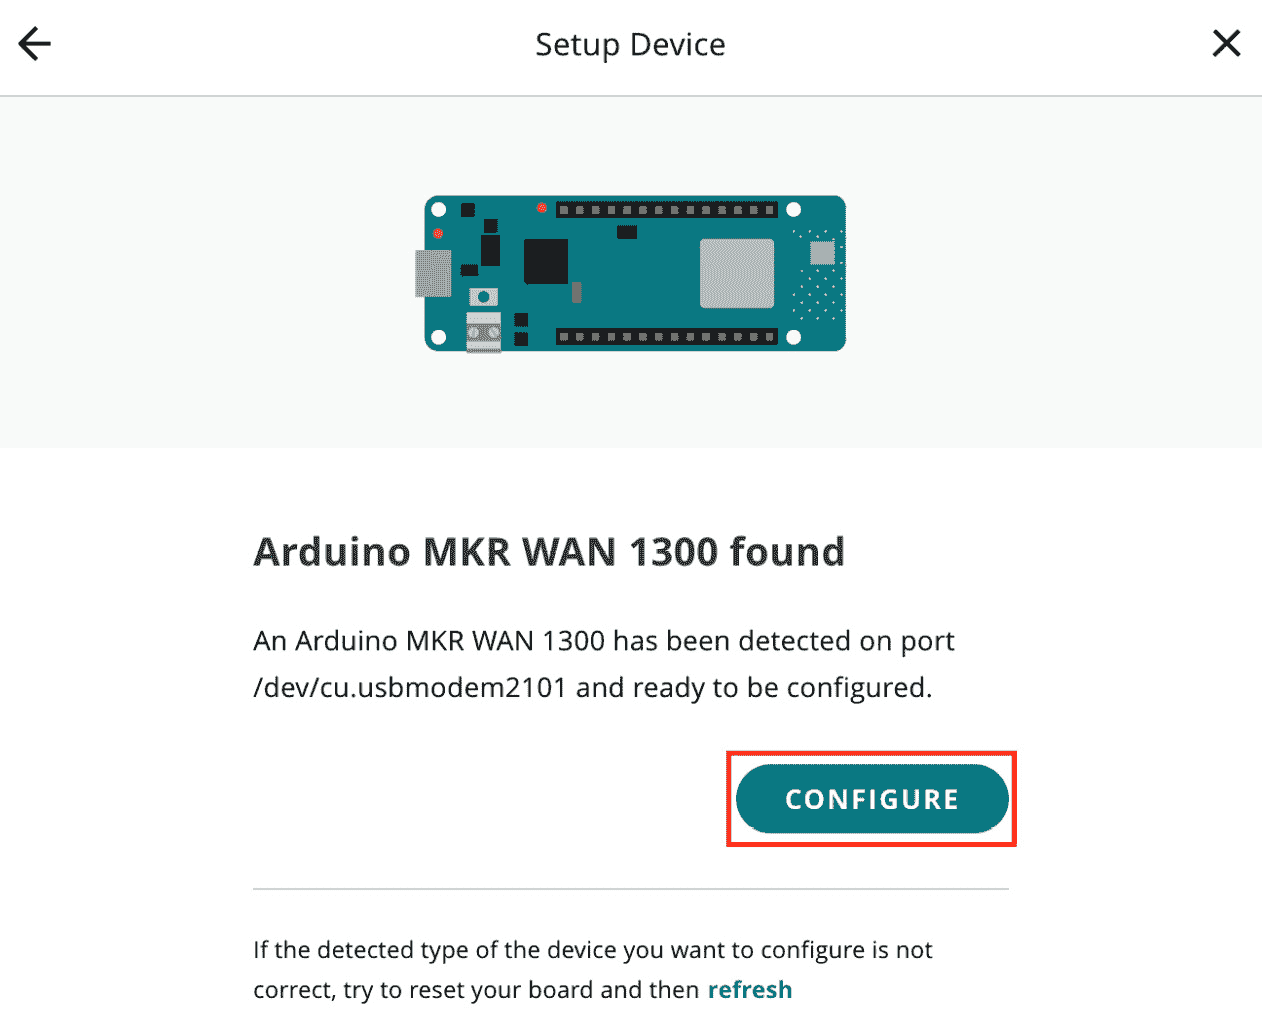 Setup Device
Arduino MKR WAN 1300 found
An Arduino MKR WAN 1300 has been detected on port
/dev/cu.usbmodem2101 and ready to be configured.
CONFIGURE
If the detected type of the device you want to configure is not
correct, try to reset your board and then refresh